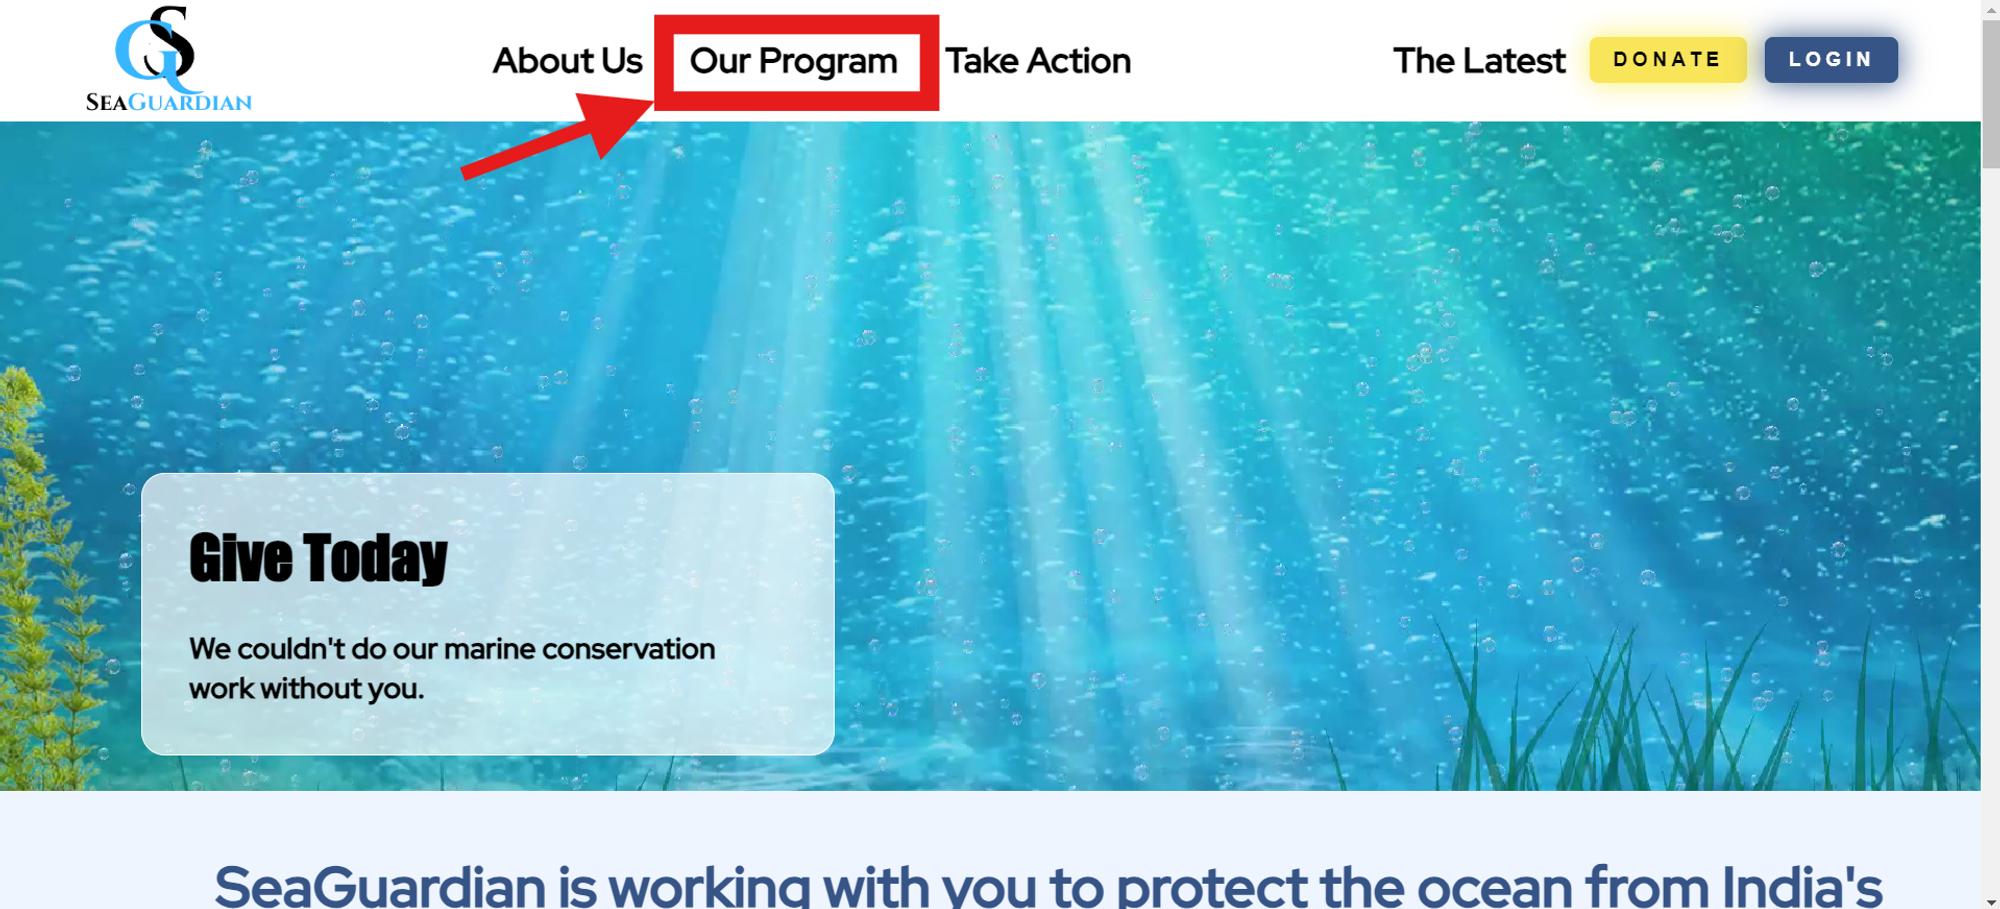 GS
SEAGUARDIAN
About Us Our Program Take Action The Latest DONATE LOGIN
Give Today
We couldn't do our marine conservation
work without you.
SeaGuardian is working with you to protect the ocean from India's